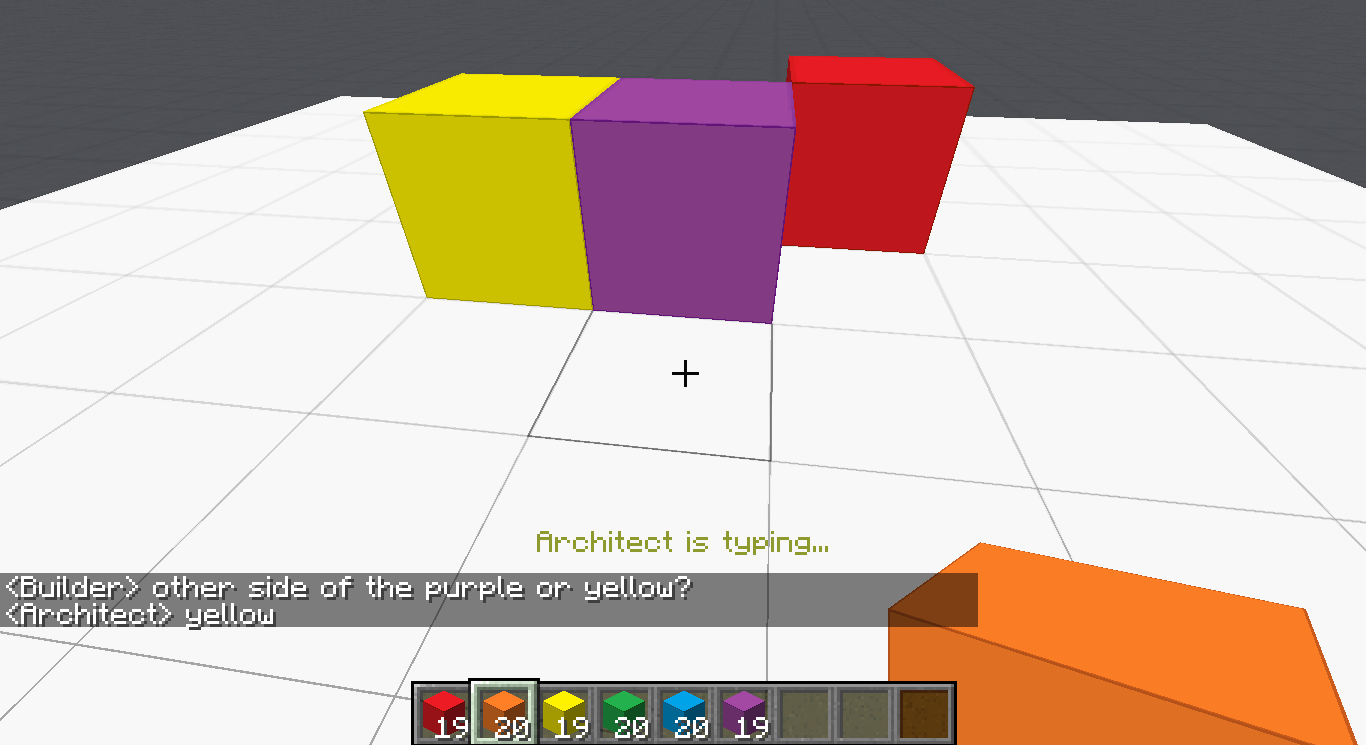 Architect is typing...
<Builder> other side of the purple or yellow?
<Architect> yellow
19 20 19 20 20 19